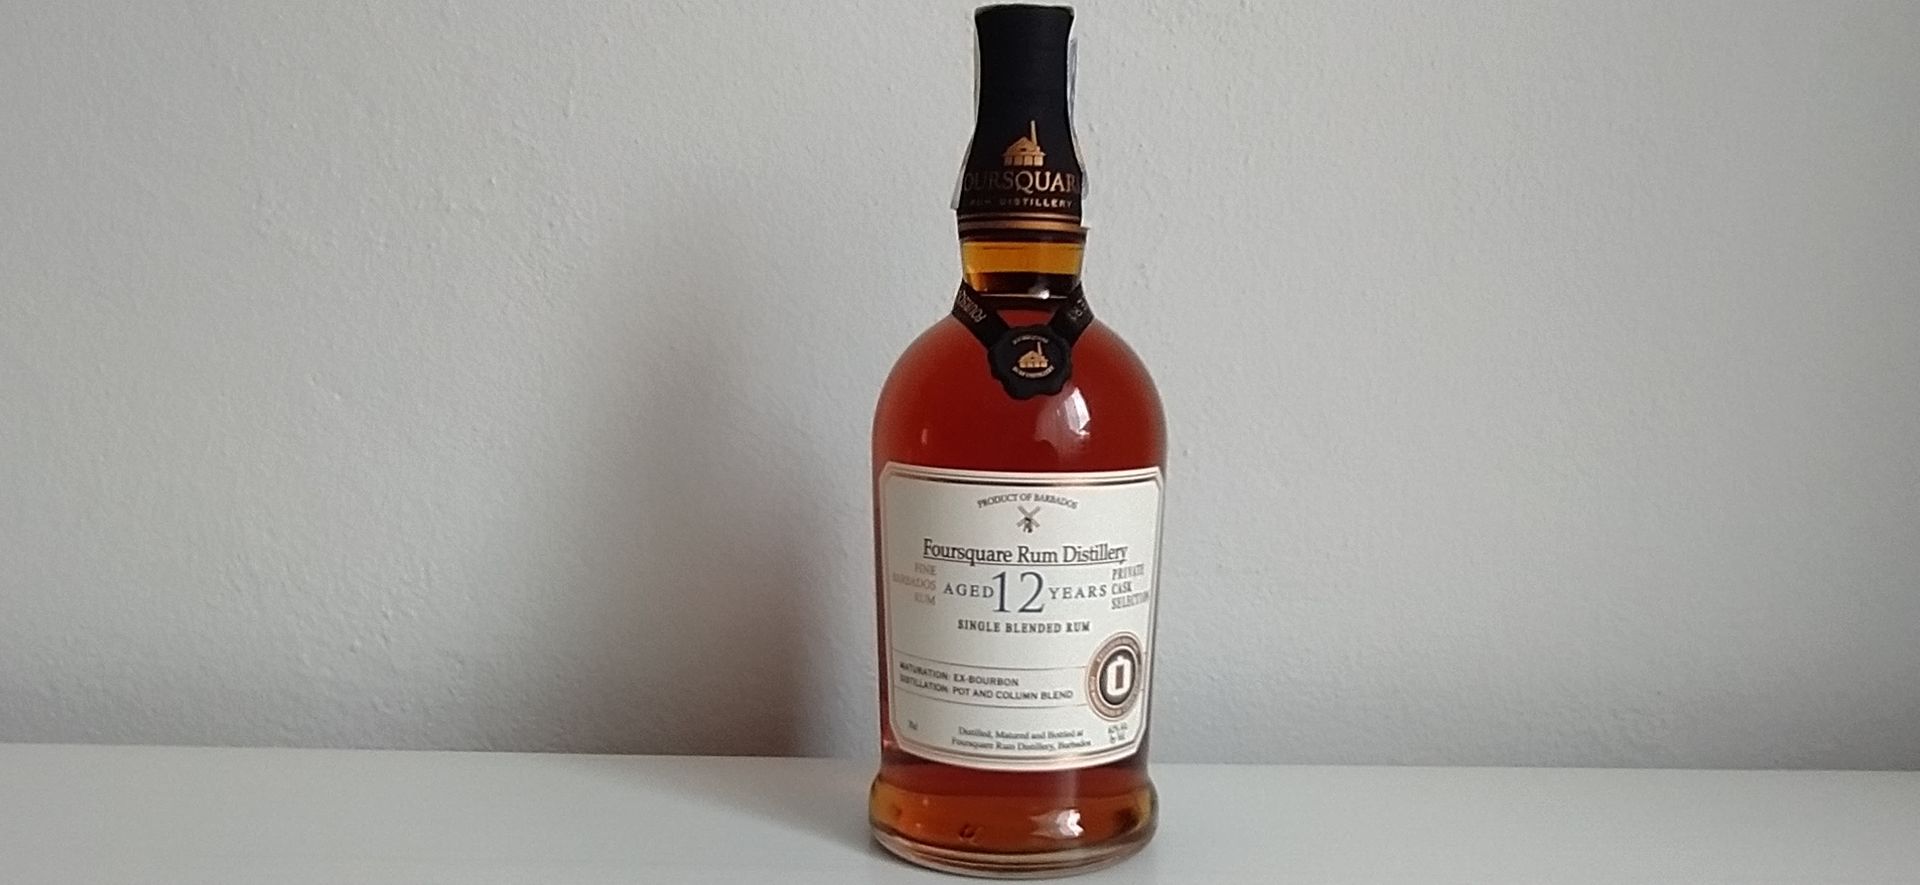 OURSQUAR
RUM DISTILLERY
PRODUCT OF BARBADOS
Foursquare Rum Distillery
FINE
BARBADOS
RUM
AGED 12 YEARS
PRIVATE
CASK
SELECTION
SINGLE BLENDED RUM
MATURATION: EX-BOURBON
DISTILLATION: POT AND COLUMN BLEND
Distilled, Matured and Bottled at
Foursquare Rum Distillery, Barbados